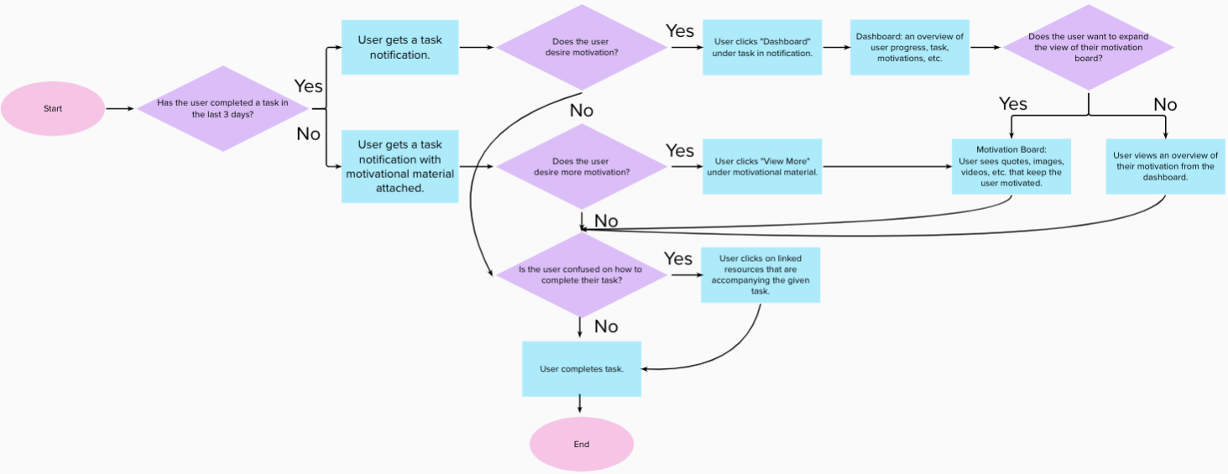 Start
Has the user completed a task in
the last 3 days?
Yes
No
User gets a task
notification.
Does the user
desire motivation?
Yes
No
User clicks "Dashboard"
under task in notification.
Dashboard: an overview of
user progress, task,
motivations, etc.
Does the user want to expand
the view of their motivation
board?
Yes
No
User gets a task
notification with
motivational material
attached.
Does the user
desire more motivation?
Yes
No
User clicks "View More"
under motivational material.
Motivation Board:
User sees quotes, images,
videos, etc. that keep the
user motivated.
User views an overview of
their motivation from the
dashboard.
Is the user confused on how to
complete their task?
Yes
No
User clicks on linked
resources that are
accompanying the given
task.
User completes task.
End